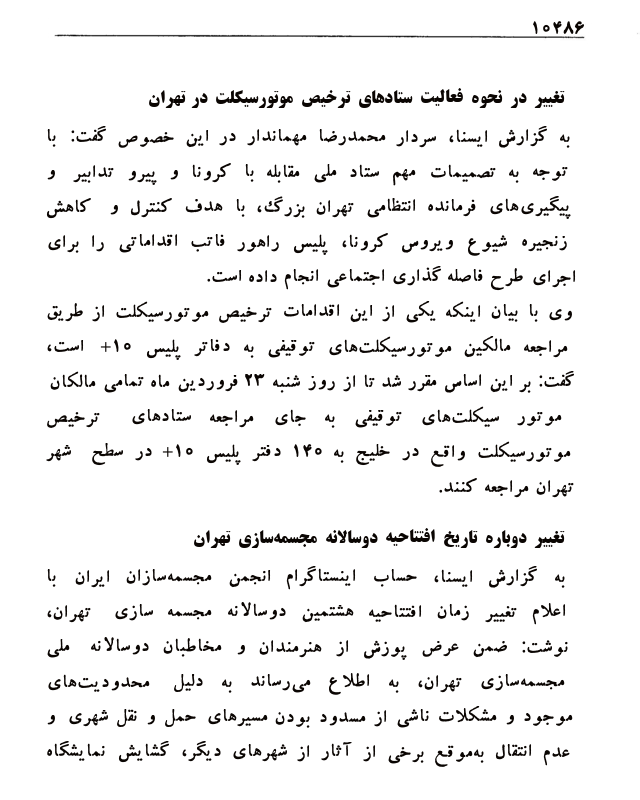 ۱۰۴۸۶
تغییر در نحوه فعالیت ستادهای ترخیص موتورسیکلت در تهران
به گزارش ایسنا، سردار محمدرضا مهماندار در این خصوص گفت: با
توجه به تصمیمات مهم ستاد ملی مقابله با کرونا و پیرو تدابیر و
پیگیری‌های فرمانده انتظامی تهران بزرگ، با هدف کنترل و کاهش
زنجیره شیوع ویروس کرونا، پلیس راهور فاتب اقداماتی را برای
اجرای طرح فاصله گذاری اجتماعی انجام داده است.
وی با بیان اینکه یکی از این اقدامات ترخیص موتورسیکلت از طریق
مراجعه مالکین موتورسیکلت‌های توقیفی به دفاتر پلیس ۱۰+ است،
گفت: بر این اساس مقرر شد تا از روز شنبه ۲۳ فروردین ماه تمامی مالکان
موتور سیکلت‌های توقیفی به جای مراجعه ستادهای ترخیص
موتورسیکلت واقع در خلیج به ۱۴۰ دفتر پلیس ۱۰+ در سطح شهر
تهران مراجعه کنند.
تغییر دوباره تاریخ افتتاحیه دوسالانه مجسمه‌سازی تهران
به گزارش ایسنا، حساب اینستاگرام انجمن مجسمه‌سازان ایران با
اعلام تغییر زمان افتتاحیه هشتمین دوسالانه مجسمه سازی تهران،
نوشت: ضمن عرض پوزش از هنرمندان و مخاطبان دوسالانه ملی
مجسمه‌سازی تهران، به اطلاع می‌رساند به دلیل محدودیت‌های
موجود و مشکلات ناشی از مسدود بودن مسیرهای حمل و نقل شهری و
عدم انتقال به‌موقع برخی از آثار از شهرهای دیگر، گشایش نمایشگاه